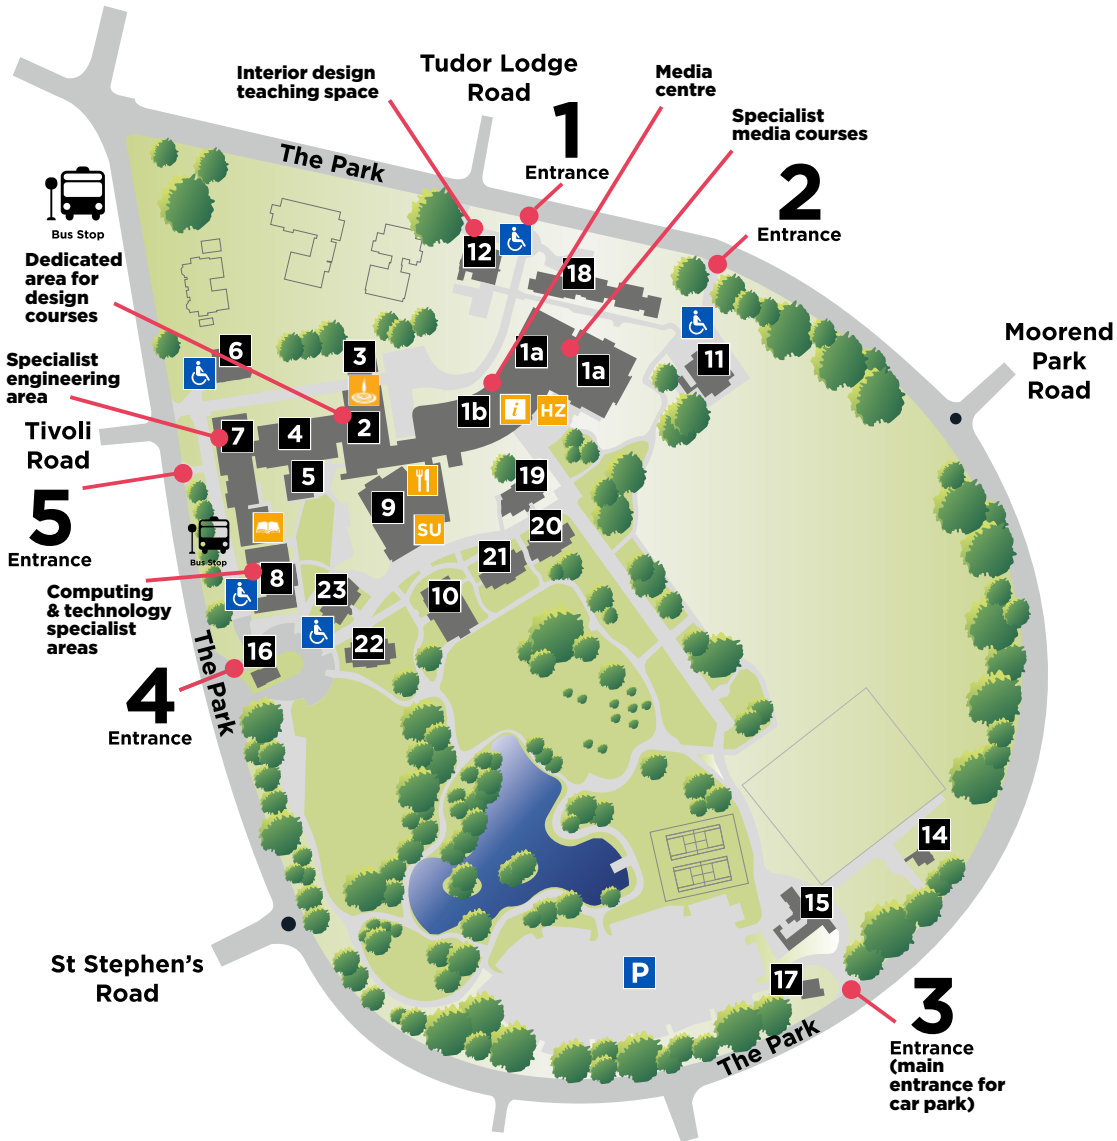 Interior design
teaching space
Tudor Lodge
Road
Media
centre
Specialist
media courses
1
Entrance
2
Entrance
The Park
Bus Stop
Dedicated
area for
design
courses
Specialist
engineering
area
Tivoli
Road
5
Entrance
Bus Stop
Computing
& technology
specialist
areas
The Park
4
Entrance
St Stephen's
Road
Moorend
Park
Road
3
Entrance
(main
entrance for
car park)
The Park
12
18
1a
1a
11
6
3
1b
i
HZ
2
4
7
5
9
SU
19
20
21
8
23
10
22
16
14
15
17
P